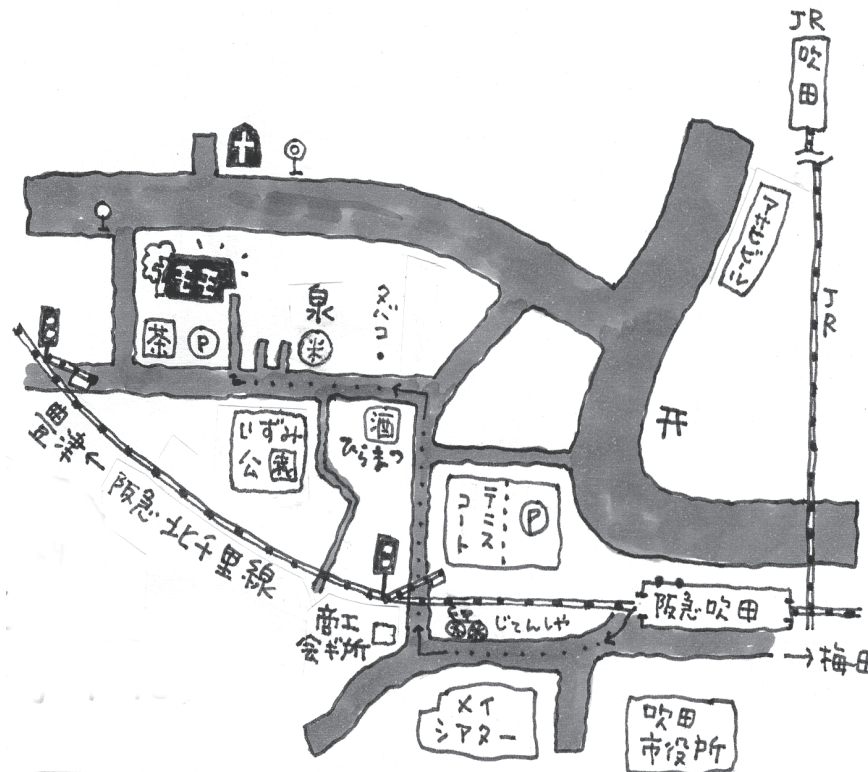 JR
吹田
アサヒビール
JR
モモ
泉
タバコ
茶
P
米
酒
ひらまつ
いずみ
公園
豊津←
阪急・北千里線
テニス
コート
P
商工
会ギ所
じてんしゃ
阪急吹田
→梅田
メイ
シアター
吹田
市役所